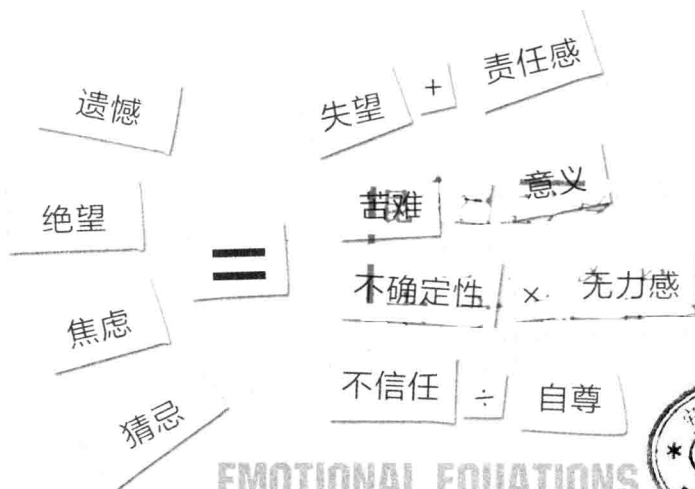 遗憾 失望 + 责任感
绝望 = 苦难 - 意义
焦虑 不确定性 × 无力感
猜忌 不信任 ÷ 自尊
EMOTIONAL EQUATIONS